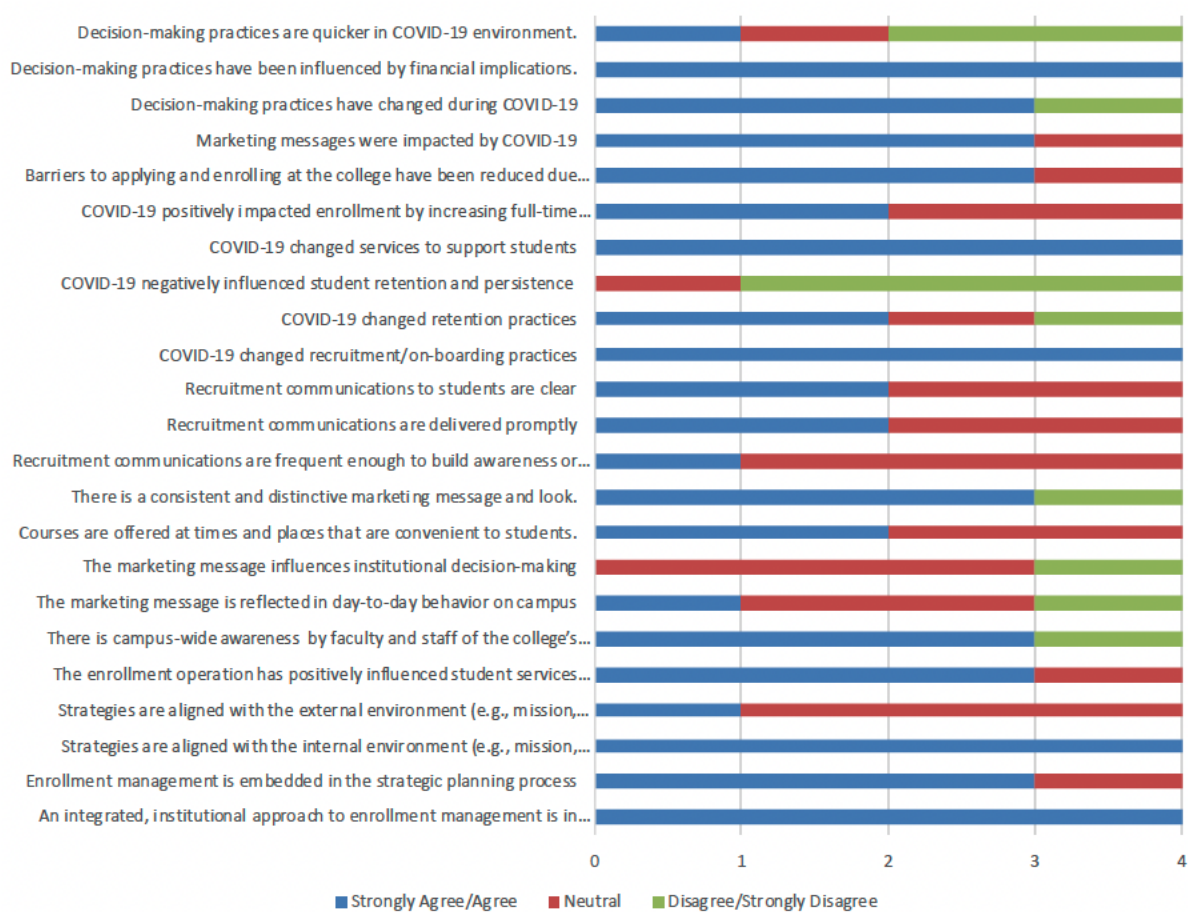 Decision-making practices are quicker in COVID-19 environment.
Decision-making practices have been influenced by financial implications.
Decision-making practices have changed during COVID-19
Marketing messages were impacted by COVID-19
Barriers to applying and enrolling at the college have been reduced due...
COVID-19 positively impacted enrollment by increasing full-time...
COVID-19 changed services to support students
COVID-19 negatively influenced student retention and persistence
COVID-19 changed retention practices
COVID-19 changed recruitment/on-boarding practices
Recruitment communications to students are clear
Recruitment communications are delivered promptly
Recruitment communications are frequent enough to build awareness or...
There is a consistent and distinctive marketing message and look.
Courses are offered at times and places that are convenient to students.
The marketing message influences institutional decision-making
The marketing message is reflected in day-to-day behavior on campus
There is campus-wide awareness by faculty and staff of the college's...
The enrollment operation has positively influenced student services...
Strategies are aligned with the external environment (e.g., mission,...
Strategies are aligned with the internal environment (e.g., mission,...
Enrollment management is embedded in the strategic planning process
An integrated, institutional approach to enrollment management is in...
0 1 2 3 4
Strongly Agree/Agree Neutral Disagree/Strongly Disagree